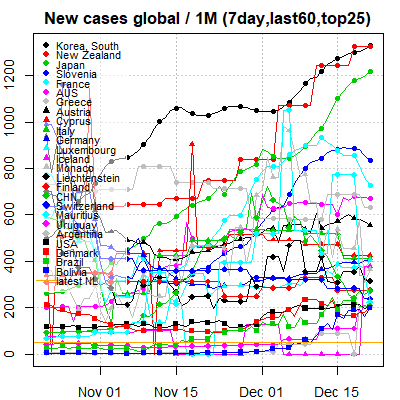 New cases global / 1M (7day,last60,top25)
Korea, South
New Zealand
Japan
Slovenia
France
AUS
Greece
Austria
Cyprus
Italy
Germany
Luxembourg
Iceland
Monaco
Liechtenstein
Finland
CHN
Switzerland
Mauritius
Uruguay
Argentina
USA
Denmark
Brazil
Bolivia
latest NL
0
200
400
600
800
1000
1200
Nov 01
Nov 15
Dec 01
Dec 15